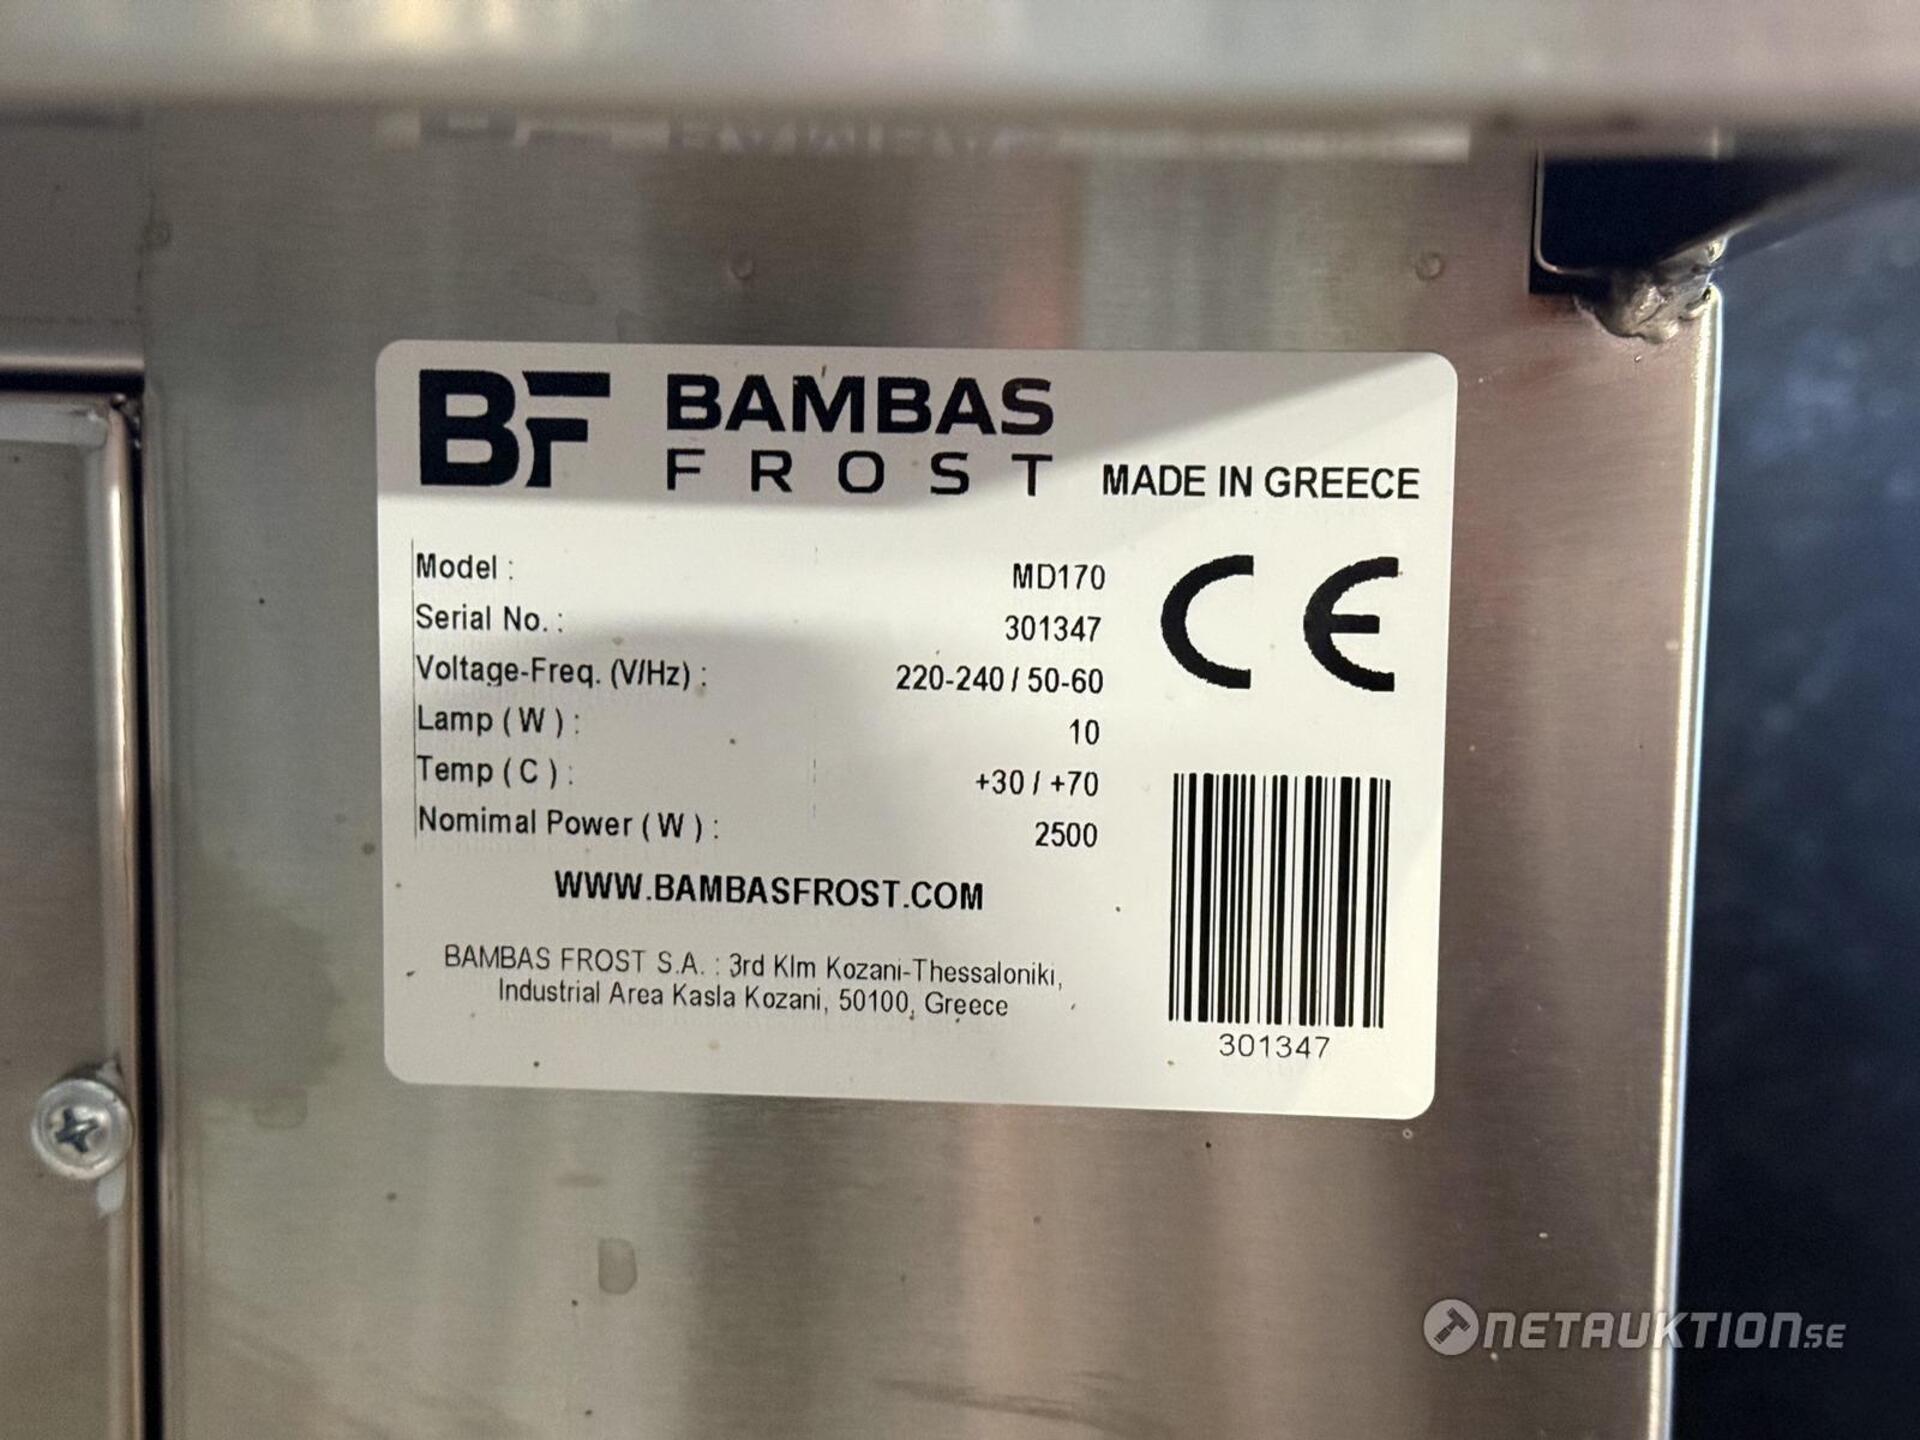 BF BAMBAS
FROST MADE IN GREECE
Model : MD170
Serial No. : 301347
Voltage-Freq. (V/Hz) : 220-240 / 50-60
Lamp ( W ) : 10
Temp ( C ) : +30 / +70
Nomimal Power ( W ) : 2500
CE
WWW.BAMBASFROST.COM
BAMBAS FROST S.A. : 3rd Klm Kozani-Thessaloniki,
Industrial Area Kasla Kozani, 50100, Greece
301347
NETAUKTION.SE